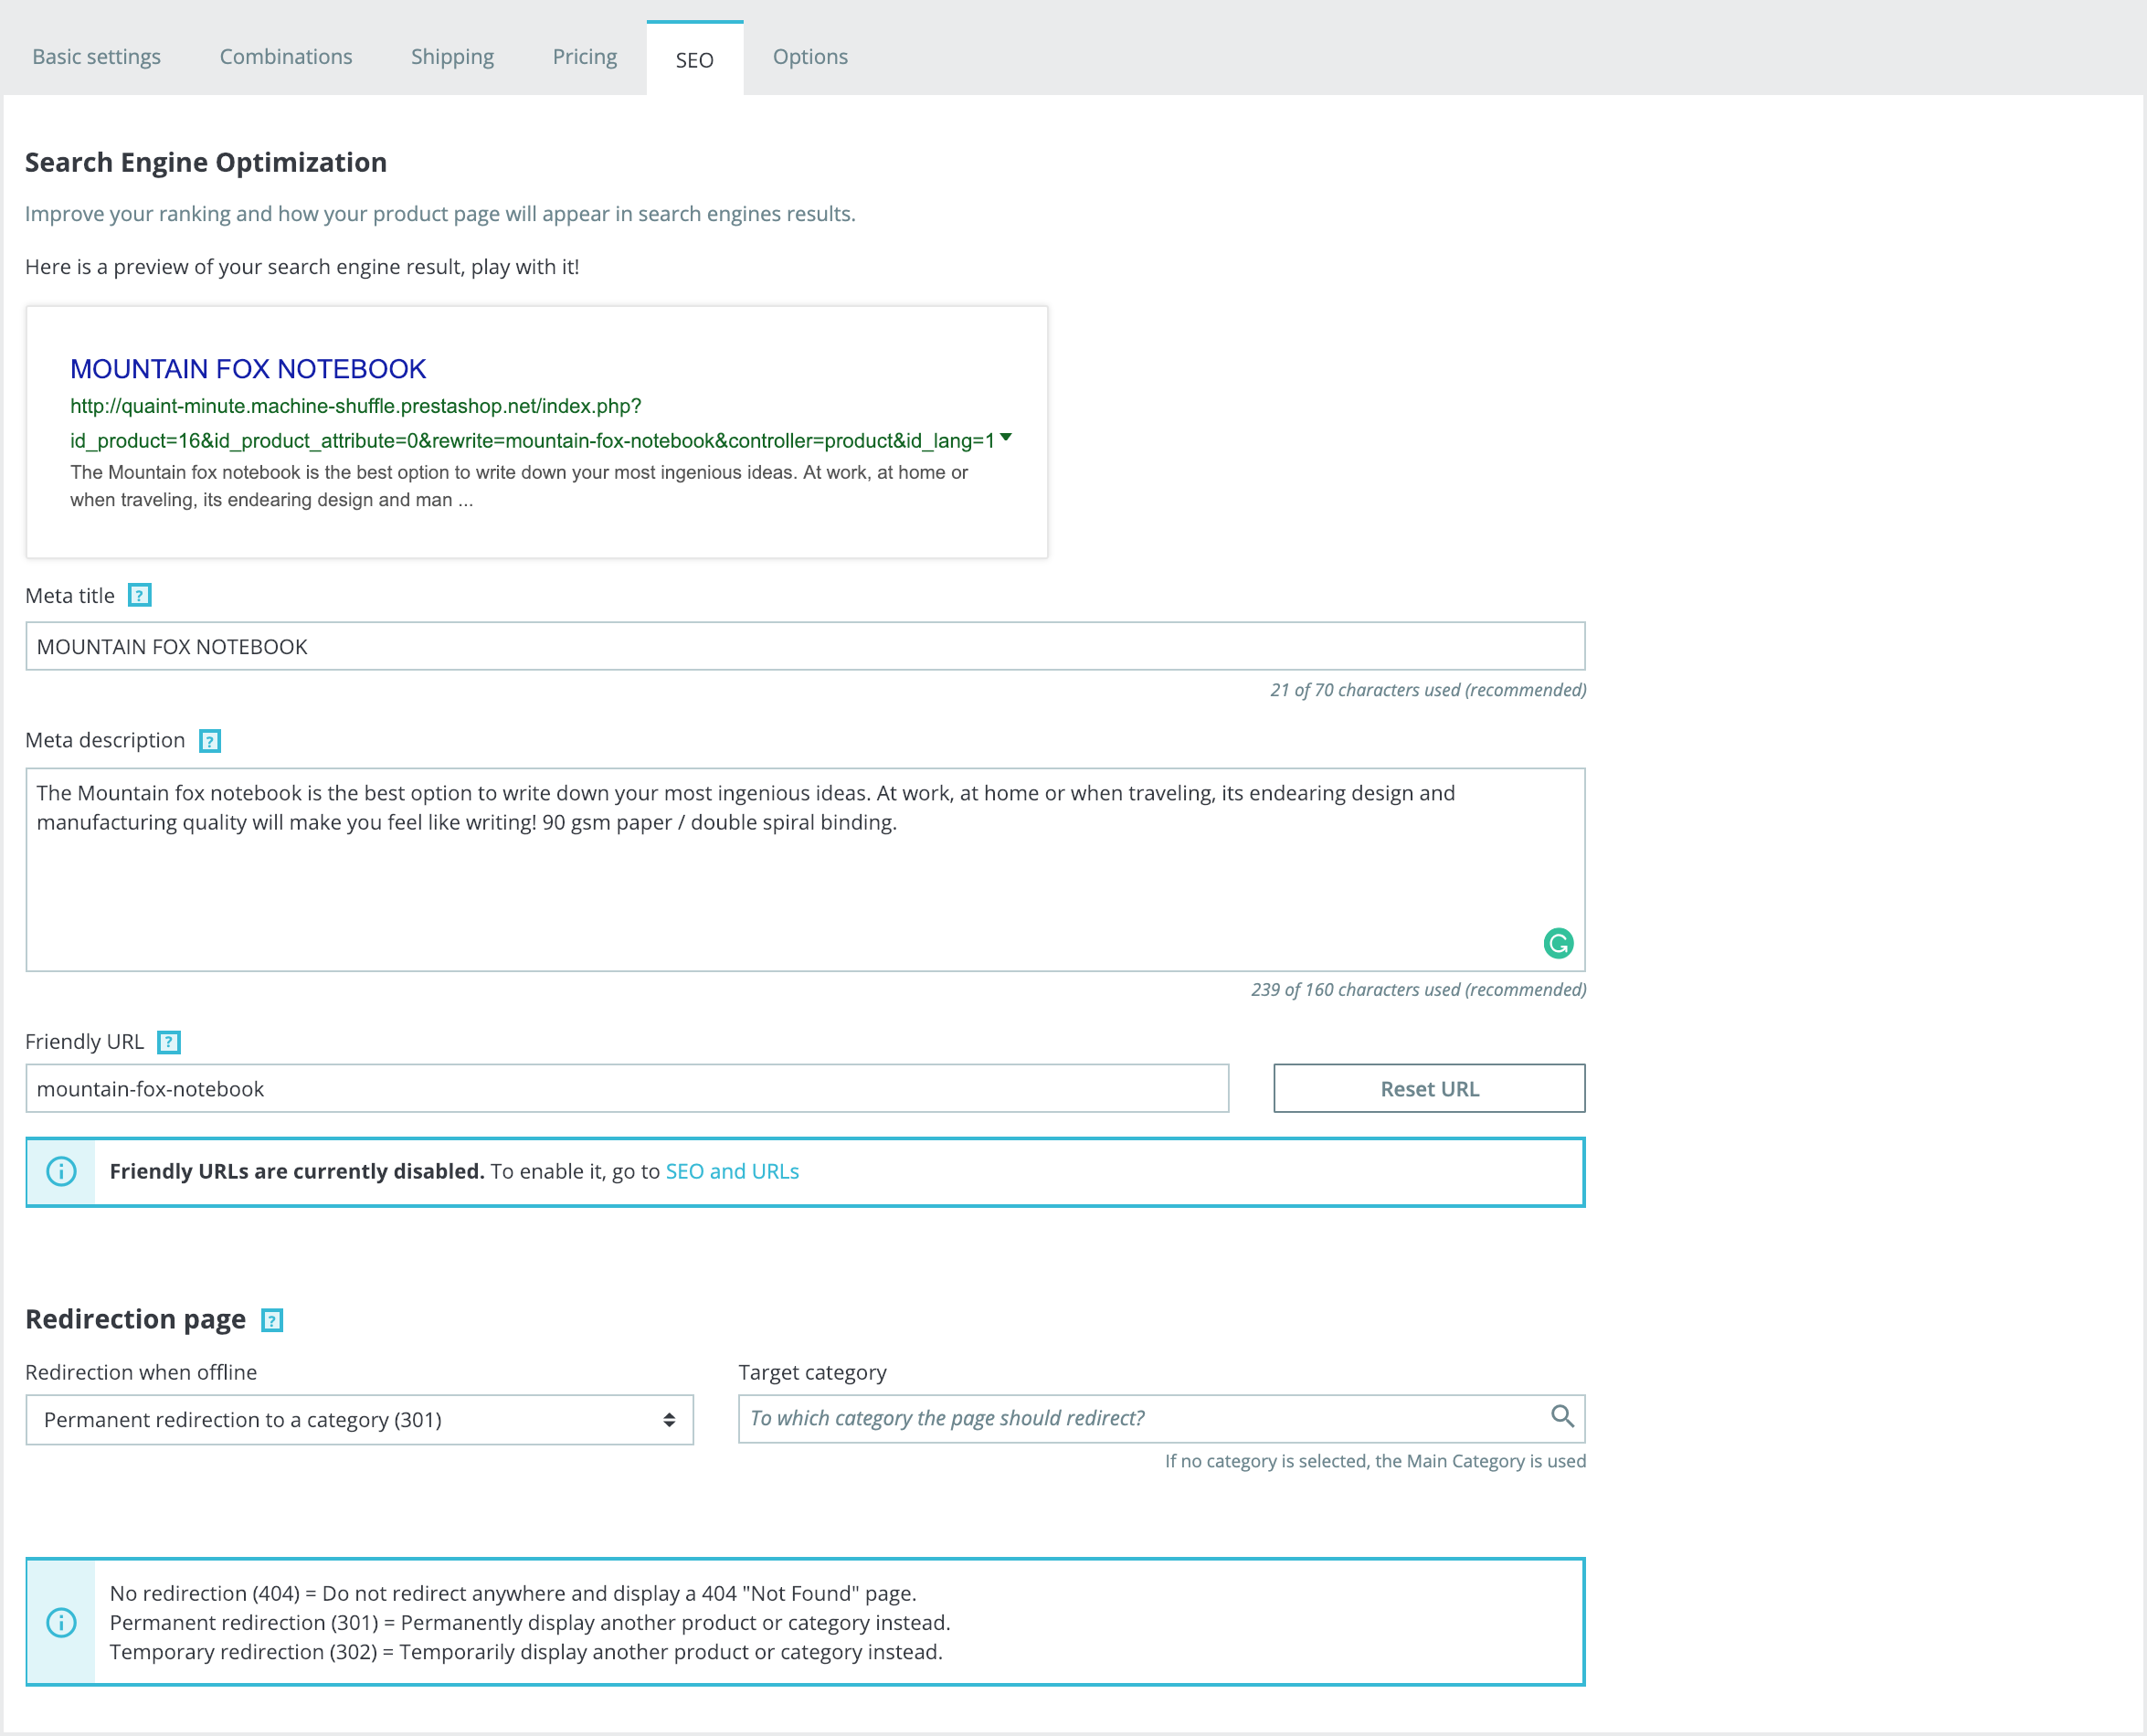 Basic settings Combinations Shipping Pricing SEO Options
Search Engine Optimization
Improve your ranking and how your product page will appear in search engines results.
Here is a preview of your search engine result, play with it!
MOUNTAIN FOX NOTEBOOK
http://quaint-minute.machine-shuffle.prestashop.net/index.php?
id_product=16&id_product_attribute=0&rewrite=mountain-fox-notebook&controller=product&id_lang=1
The Mountain fox notebook is the best option to write down your most ingenious ideas. At work, at home or
when traveling, its endearing design and man ...
Meta title ?
MOUNTAIN FOX NOTEBOOK
21 of 70 characters used (recommended)
Meta description ?
The Mountain fox notebook is the best option to write down your most ingenious ideas. At work, at home or when traveling, its endearing design and
manufacturing quality will make you feel like writing! 90 gsm paper / double spiral binding.
239 of 160 characters used (recommended)
Friendly URL ?
mountain-fox-notebook
Reset URL
Friendly URLs are currently disabled. To enable it, go to SEO and URLs
Redirection page ?
Redirection when offline
Target category
Permanent redirection to a category (301)
To which category the page should redirect?
If no category is selected, the Main Category is used
No redirection (404) = Do not redirect anywhere and display a 404 "Not Found" page.
Permanent redirection (301) = Permanently display another product or category instead.
Temporary redirection (302) = Temporarily display another product or category instead.